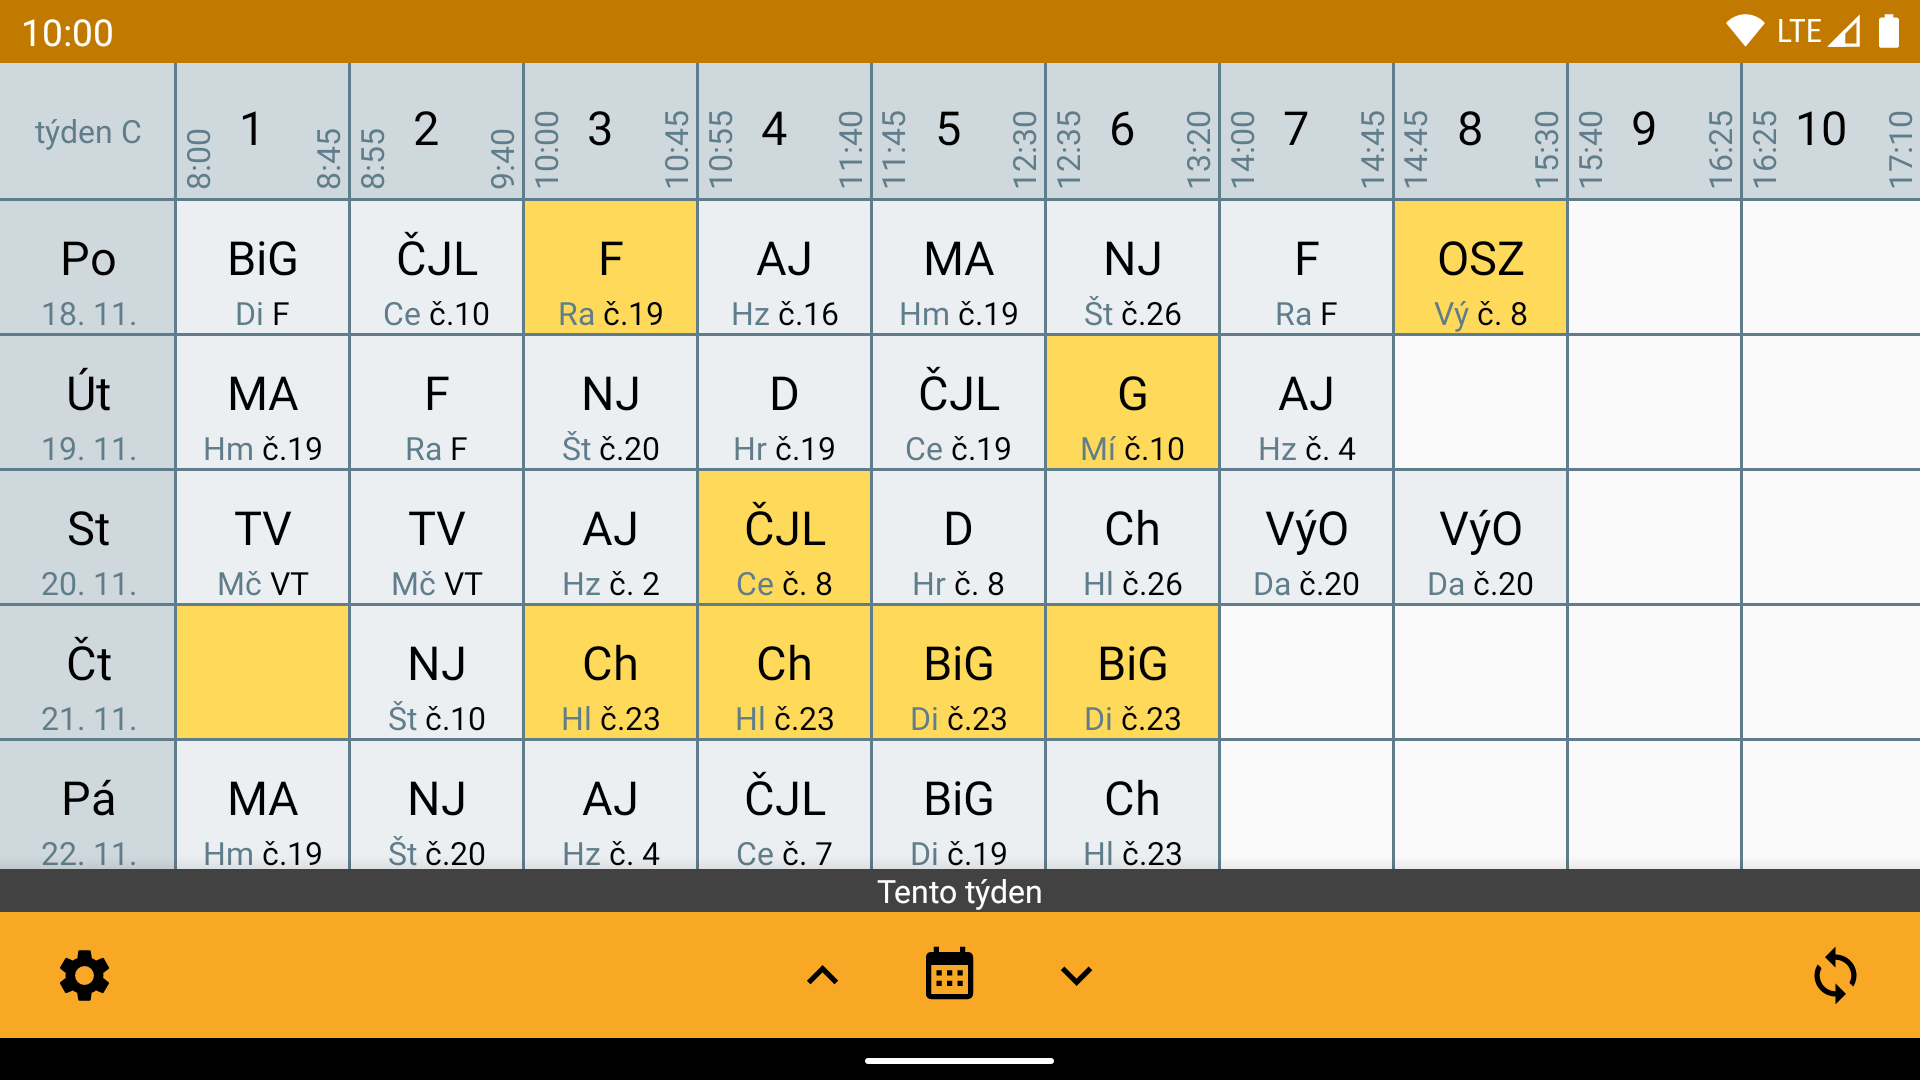 10:00 LTE
týden C 8:00 1 8:45 8:55 2 9:40 10:00 3 10:45 10:55 4 11:40 11:45 5 12:30 12:35 6 13:20 14:00 7 14:45 14:45 8 15:30 15:40 9 16:25 16:25 10 17:10
Po BiG ČJL F AJ MA NJ F OSZ
18. 11. Di F Ce č.10 Ra č.19 Hz č.16 Hm č.19 Št č.26 Ra F Vý č. 8
Út MA F NJ D ČJL G AJ
19. 11. Hm č.19 Ra F Št č.20 Hr č.19 Ce č.19 Mí č.10 Hz č. 4
St TV TV AJ ČJL D Ch VýO VýO
20. 11. Mč VT Mč VT Hz č. 2 Ce č. 8 Hr č. 8 Hl č.26 Da č.20 Da č.20
Čt NJ Ch Ch BiG BiG
21. 11. Št č.10 Hl č.23 Hl č.23 Di č.23 Di č.23
Pá MA NJ AJ ČJL BiG Ch
22. 11. Hm č.19 Št č.20 Hz č. 4 Ce č. 7 Di č.19 Hl č.23
Tento týden